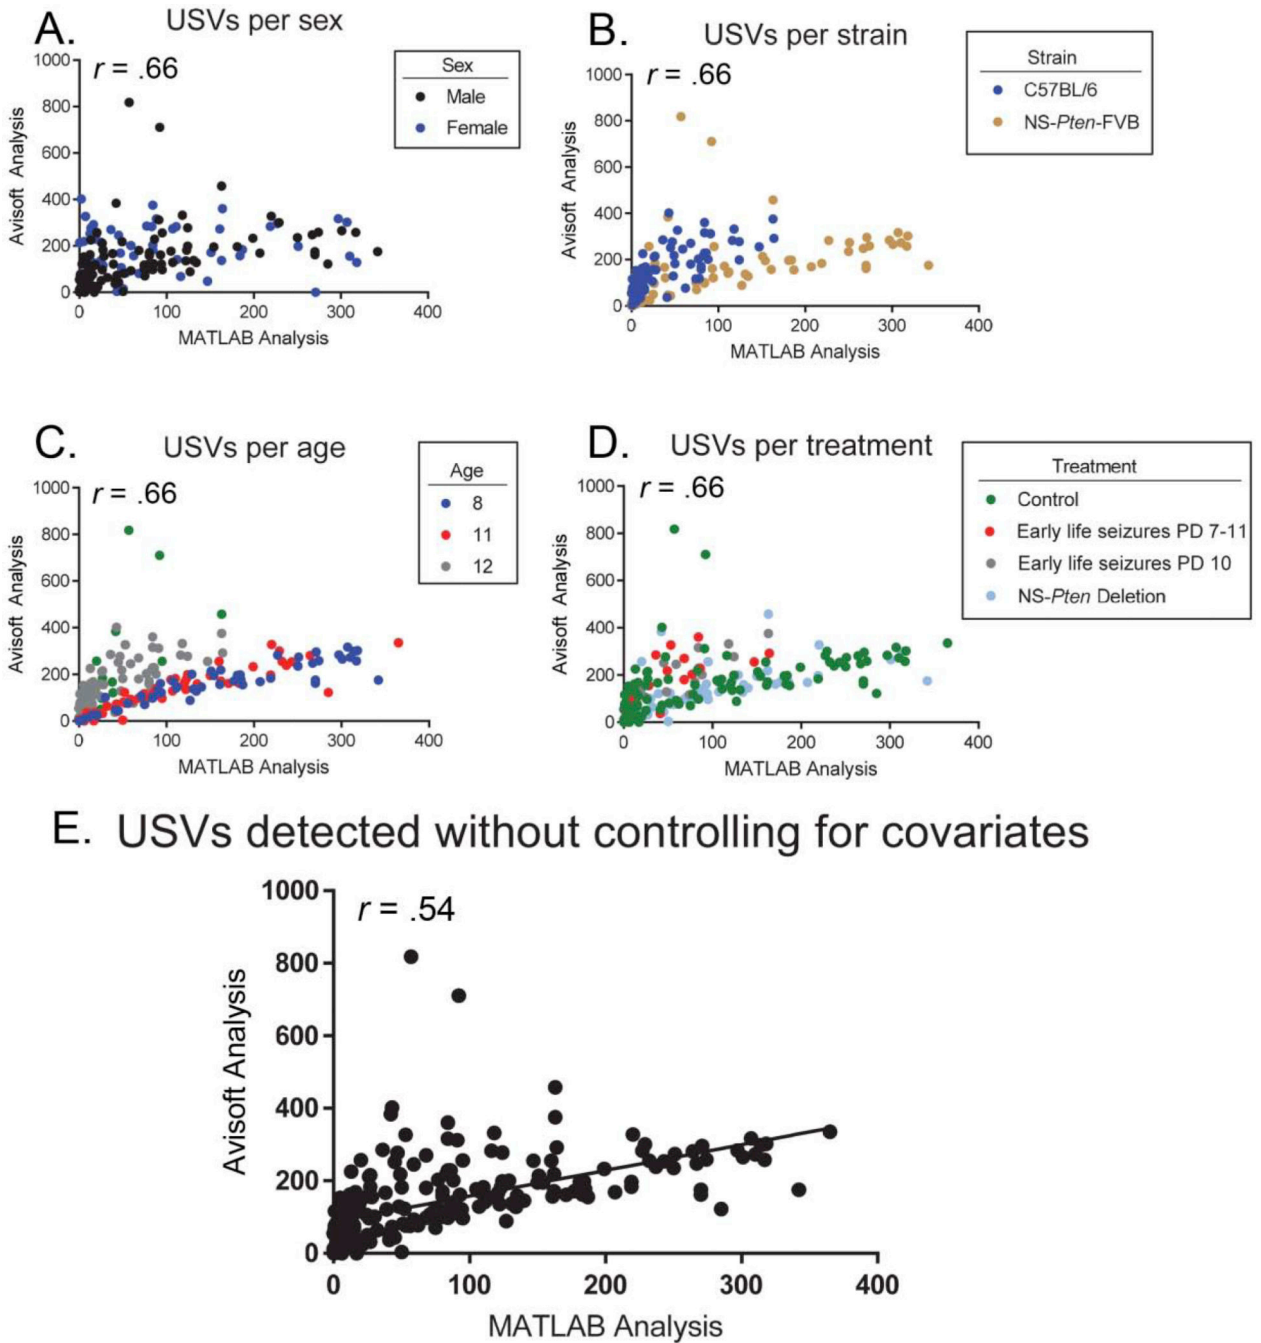 A.
USVs per sex
r = .66
Sex
Male
Female
1000
800
600
400
200
0
0 100 200 300 400
Avisoft Analysis
MATLAB Analysis
B.
USVs per strain
r = .66
Strain
C57BL/6
NS-Pten-FVB
1000
800
600
400
200
0
0 100 200 300 400
Avisoft Analysis
MATLAB Analysis
C.
USVs per age
r = .66
Age
8
11
12
1000
800
600
400
200
0
0 100 200 300 400
Avisoft Analysis
MATLAB Analysis
D.
USVs per treatment
r = .66
Treatment
Control
Early life seizures PD 7-11
Early life seizures PD 10
NS-Pten Deletion
1000
800
600
400
200
0
0 100 200 300 400
Avisoft Analysis
MATLAB Analysis
E. USVs detected without controlling for covariates
r = .54
1000
800
600
400
200
0
0 100 200 300 400
Avisoft Analysis
MATLAB Analysis